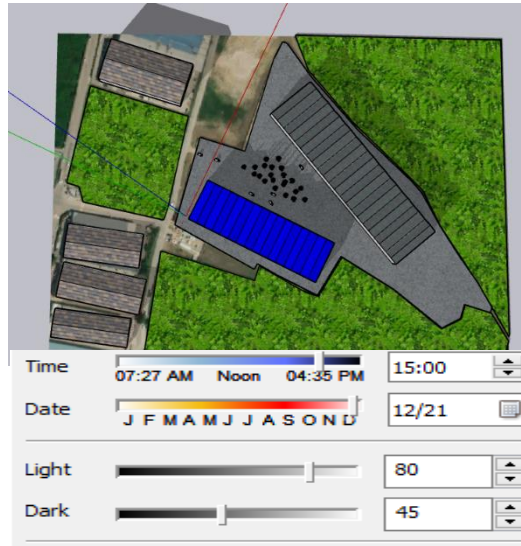 Time 07:27 AM Noon 04:35 PM 15:00
Date J F M A M J J A S O N D 12/21
Light 80
Dark 45